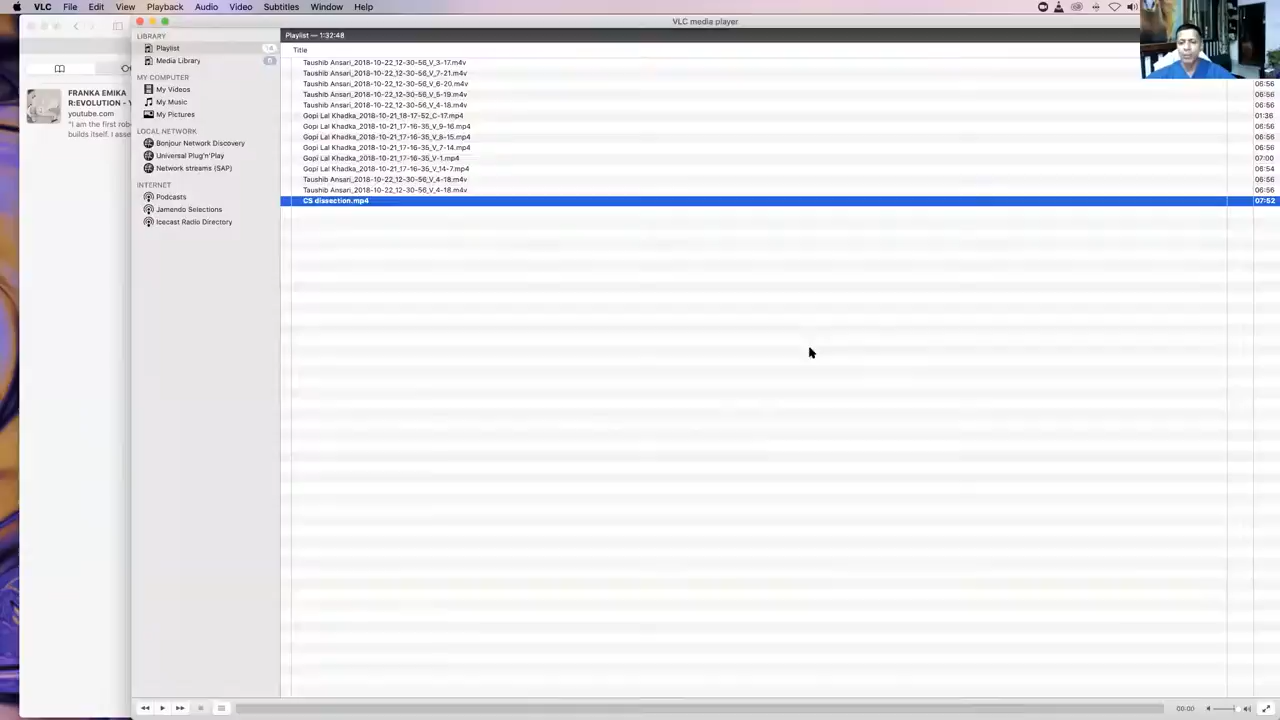 VLC File Edit View Playback Audio Video Subtitles Window Help
VLC media player
LIBRARY
Playlist 14
Media Library
MY COMPUTER
My Videos
My Music
My Pictures
LOCAL NETWORK
Bonjour Network Discovery
Universal Plug'n'Play
Network streams (SAP)
INTERNET
Podcasts
Jamendo Selections
Icecast Radio Directory
FRANKA EMIKA
R:EVOLUTION - Y
youtube.com
"I am the first rob
builds itself. I asse
Playlist — 1:32:48
Title
Taushib Ansari_2018-10-22_12-30-56_V_3-17.m4v
Taushib Ansari_2018-10-22_12-30-56_V_7-21.m4v
Taushib Ansari_2018-10-22_12-30-56_V_6-20.m4v 06:56
Taushib Ansari_2018-10-22_12-30-56_V_5-19.m4v 06:56
Taushib Ansari_2018-10-22_12-30-56_V_4-18.m4v 06:56
Gopi Lal Khadka_2018-10-21_18-17-52_C-17.mp4 01:36
Gopi Lal Khadka_2018-10-21_17-16-35_V_9-16.mp4 06:56
Gopi Lal Khadka_2018-10-21_17-16-35_V_8-15.mp4 06:56
Gopi Lal Khadka_2018-10-21_17-16-35_V_7-14.mp4 06:56
Gopi Lal Khadka_2018-10-21_17-16-35_V-1.mp4 07:00
Gopi Lal Khadka_2018-10-21_17-16-35_V_14-7.mp4 06:54
Taushib Ansari_2018-10-22_12-30-56_V_4-18.m4v 06:56
Taushib Ansari_2018-10-22_12-30-56_V_4-18.m4v 06:56
CS dissection.mp4 07:52
00:00